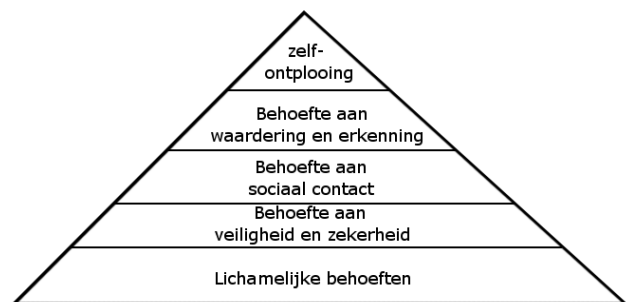 zelf-
ontplooing
Behoefte aan
waardering en erkenning
Behoefte aan
sociaal contact
Behoefte aan
veiligheid en zekerheid
Lichamelijke behoeften